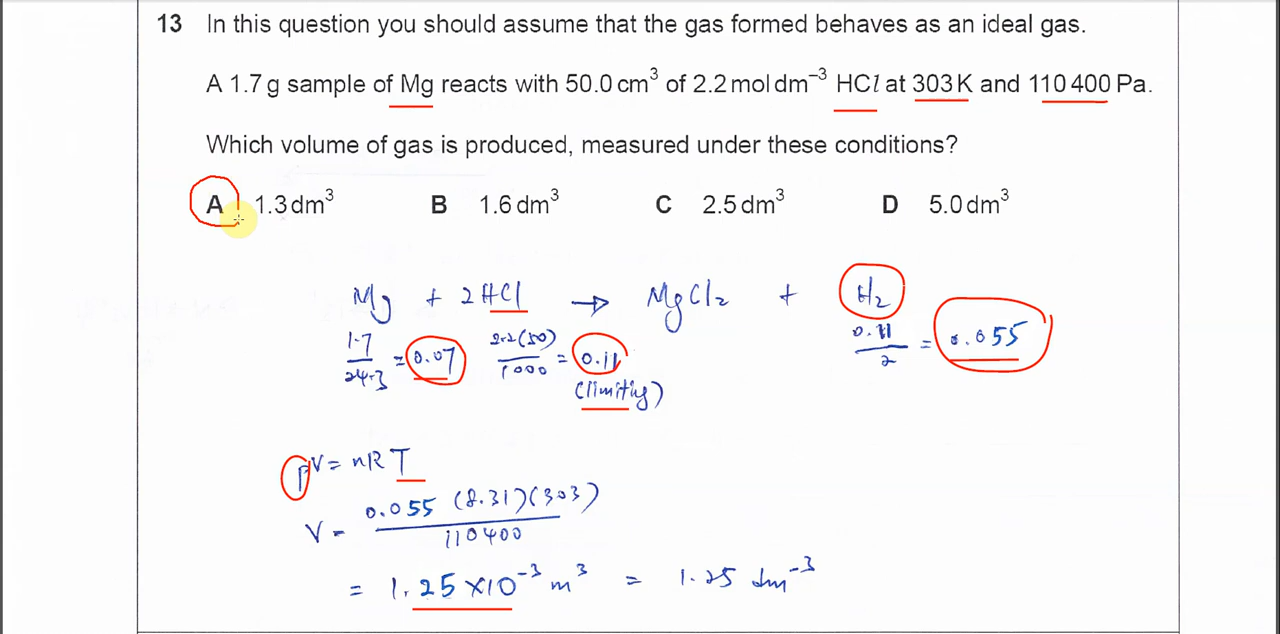 13 In this question you should assume that the gas formed behaves as an ideal gas.
A 1.7 g sample of Mg reacts with 50.0 cm³ of 2.2 mol dm⁻³ HCl at 303 K and 110 400 Pa.
Which volume of gas is produced, measured under these conditions?
A 1.3 dm³ B 1.6 dm³ C 2.5 dm³ D 5.0 dm³
Mg + 2HCl → MgCl₂ + H₂
1.7/24.3 = 0.07 2.2(50)/1000 = 0.11 0.11/2 = 0.055
(limiting)
pV = nRT
V = 0.055 (8.31)(303)/110400
= 1.25 × 10⁻³ m³ = 1.25 dm⁻³